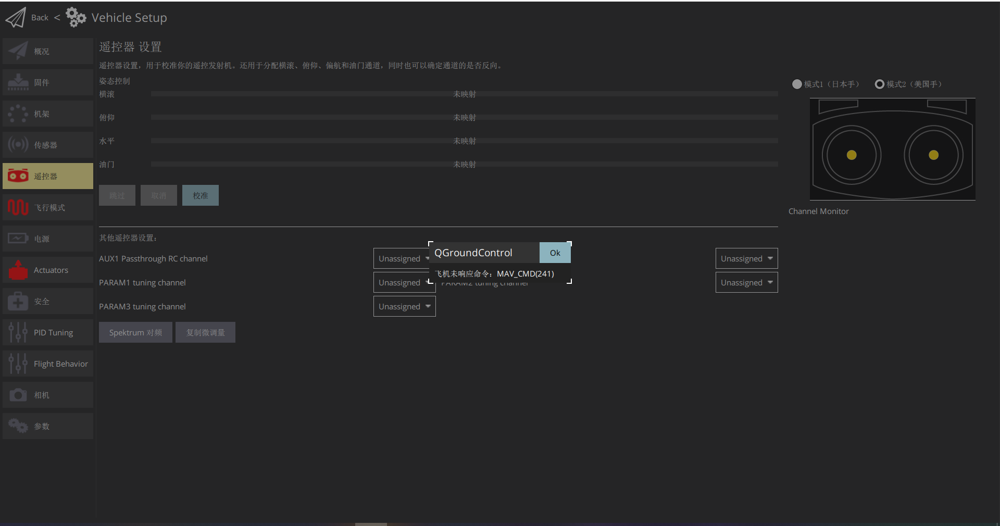 Back < Vehicle Setup
概况
固件
机架
传感器
遥控器
飞行模式
电源
Actuators
安全
PID Tuning
Flight Behavior
相机
参数
遥控器 设置
遥控器设置，用于校准你的遥控发射机。还用于分配横滚、俯仰、偏航和油门通道，同时也可以确定通道的是否反向。
姿态控制
横滚 未映射
俯仰 未映射
水平 未映射
油门 未映射
跳过 取消 校准
模式1（日本手） 模式2（美国手）
Channel Monitor
其他遥控器设置：
AUX1 Passthrough RC channel Unassigned
Unassigned
PARAM1 tuning channel Unassigned
PARAM2 tuning channel Unassigned
PARAM3 tuning channel Unassigned
Spektrum 对频 复制微调量
QGroundControl Ok
飞机未响应命令：MAV_CMD(241)